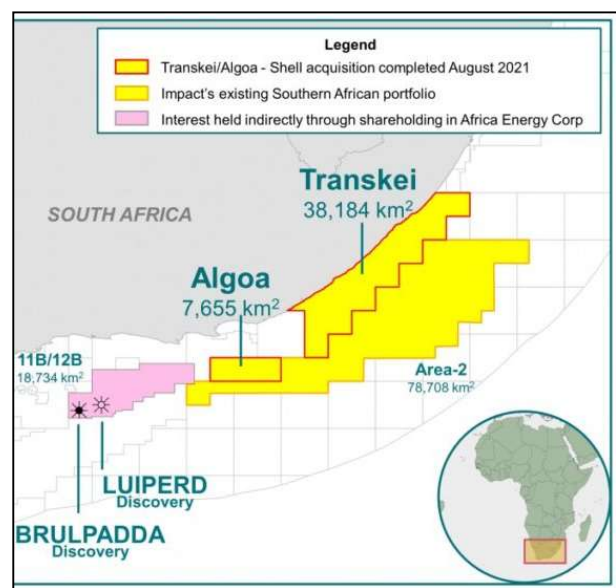 Legend
Transkei/Algoa - Shell acquisition completed August 2021
Impact's existing Southern African portfolio
Interest held indirectly through shareholding in Africa Energy Corp
Transkei
38,184 km²
SOUTH AFRICA
Algoa
7,655 km²
11B/12B
18,734 km²
Area-2
78,708 km²
LUIPERD
Discovery
BRULPADDA
Discovery